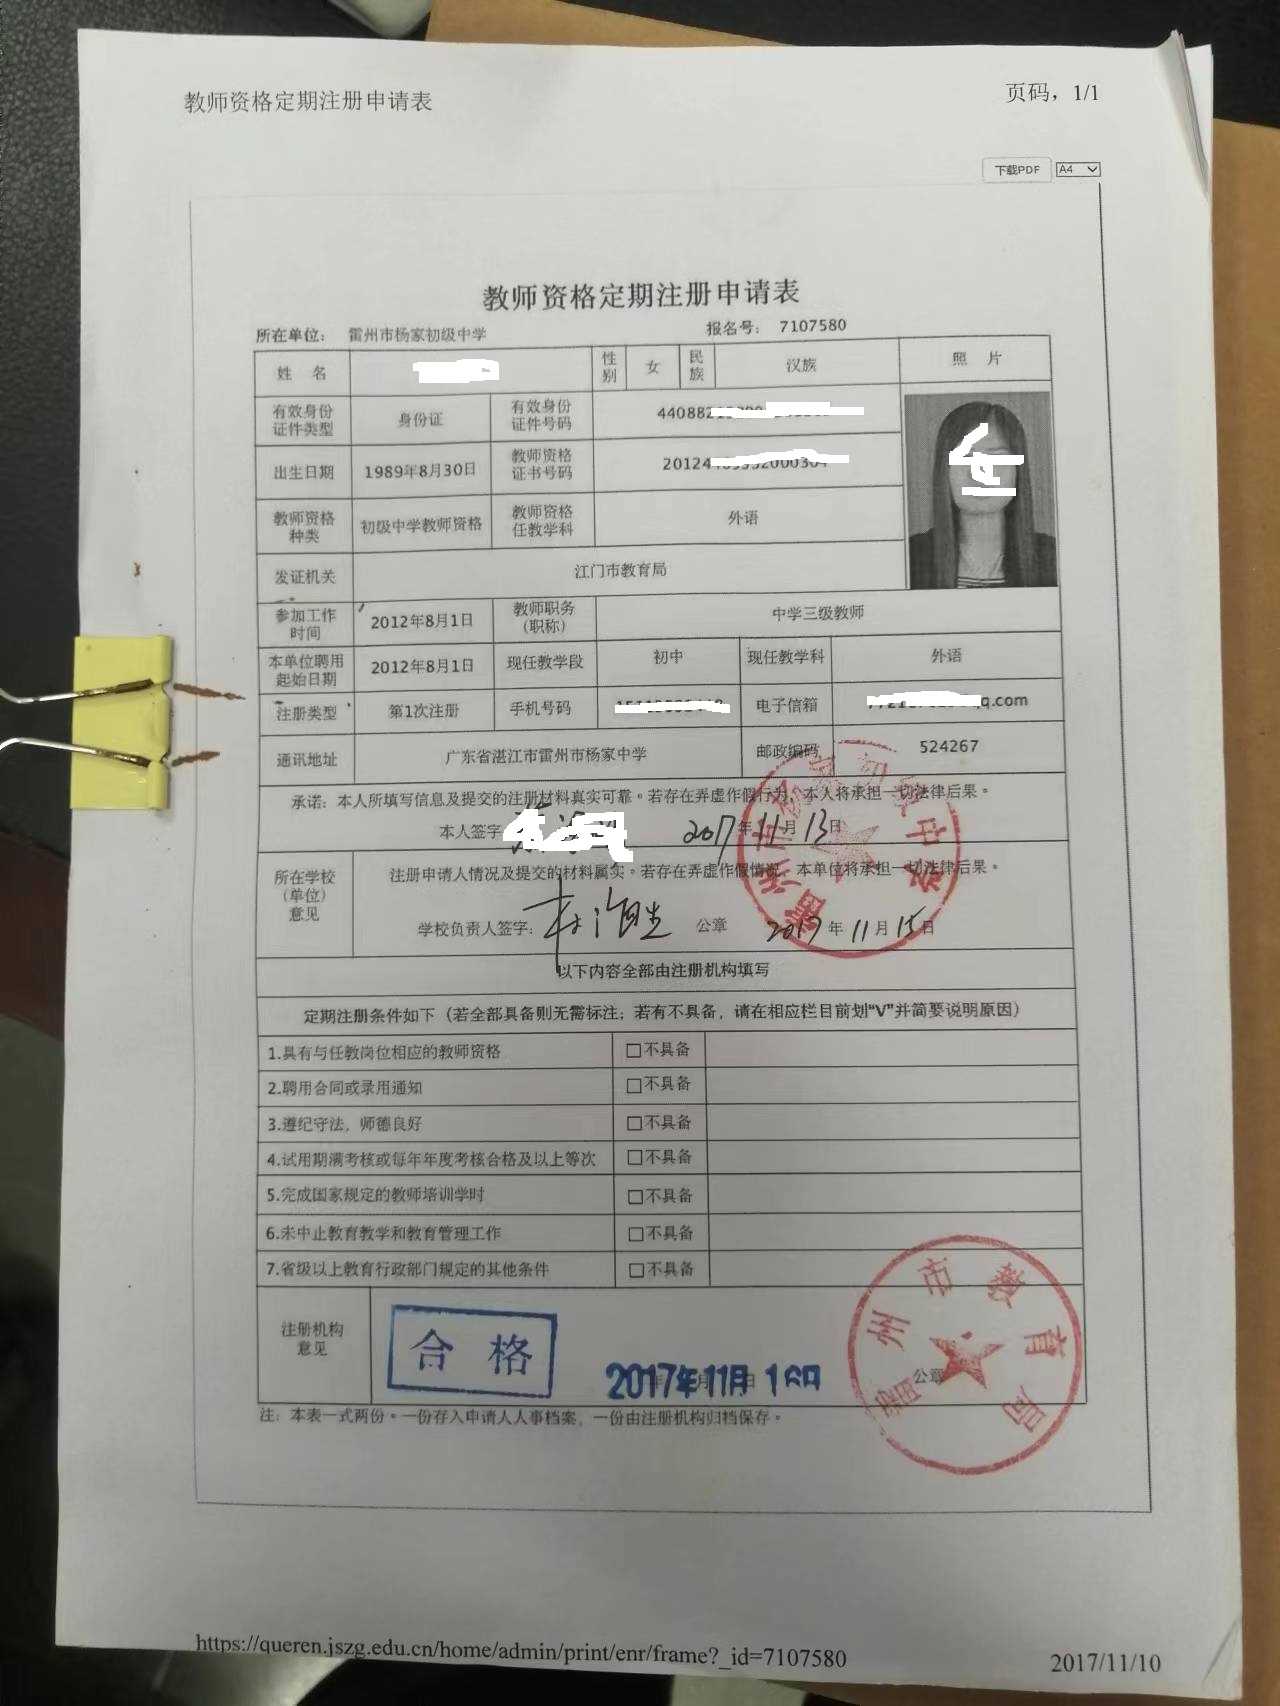 教师资格定期注册申请表
页码，1/1
下载PDF A4
教师资格定期注册申请表
所在单位： 雷州市杨家初级中学 报名号： 7107580
姓 名 性别 女 民族 汉族 照 片
有效身份证件类型 身份证 有效身份证件号码 44088
出生日期 1989年8月30日 教师资格证书号码 20124
教师资格种类 初级中学教师资格 教师资格任教学科 外语
发证机关 江门市教育局
参加工作时间 2012年8月1日 教师职务（职称） 中学三级教师
本单位聘用起始日期 2012年8月1日 现任教学段 初中 现任教学科 外语
注册类型 第1次注册 手机号码 电子信箱 q.com
通讯地址 广东省湛江市雷州市杨家中学 邮政编码 524267
承诺：本人所填写信息及提交的注册材料真实可靠。若存在弄虚作假行为，本人将承担一切法律后果。
本人签字 2017年11月13日
所在学校（单位）意见 注册申请人情况及提交的材料属实。若存在弄虚作假情况，本单位将承担一切法律后果。
学校负责人签字： 公章 2017年11月15日
以下内容全部由注册机构填写
定期注册条件如下（若全部具备则无需标注；若有不具备，请在相应栏目前划“V”并简要说明原因）
1.具有与任教岗位相应的教师资格 □不具备
2.聘用合同或录用通知 □不具备
3.遵纪守法，师德良好 □不具备
4.试用期满考核或每年年度考核合格及以上等次 □不具备
5.完成国家规定的教师培训学时 □不具备
6.未中止教育教学和教育管理工作 □不具备
7.省级以上教育行政部门规定的其他条件 □不具备
注册机构意见 合格 2017年11月16日 公章
雷州市教育局
注：本表一式两份。一份存入申请人人事档案，一份由注册机构归档保存。
https://queren.jszg.edu.cn/home/admin/print/enr/frame?_id=7107580
2017/11/10